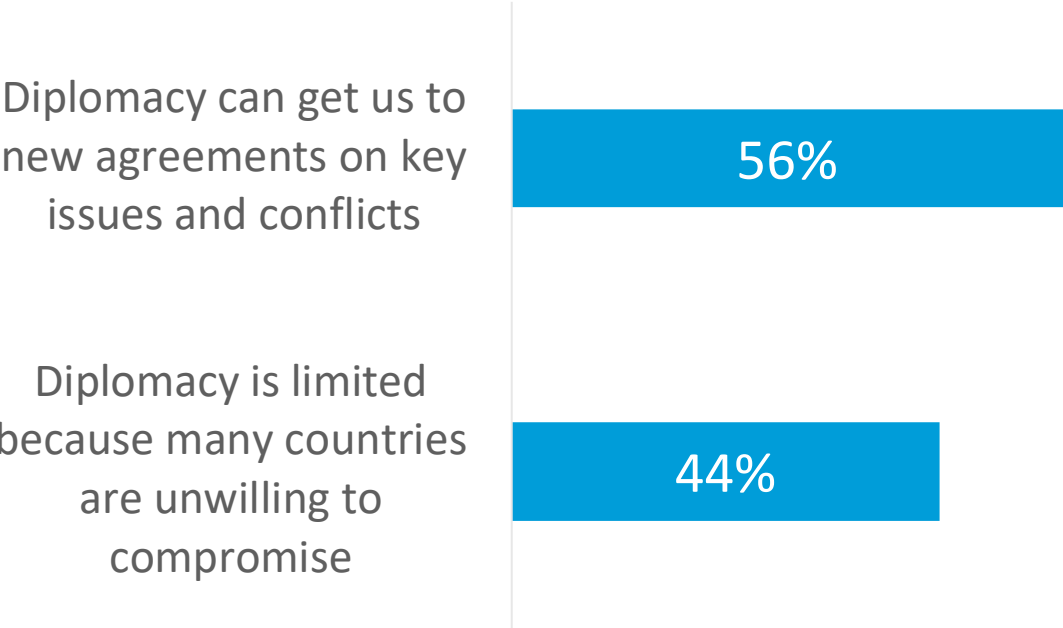 Diplomacy can get us to
new agreements on key
issues and conflicts
56%
Diplomacy is limited
because many countries
are unwilling to
compromise
44%